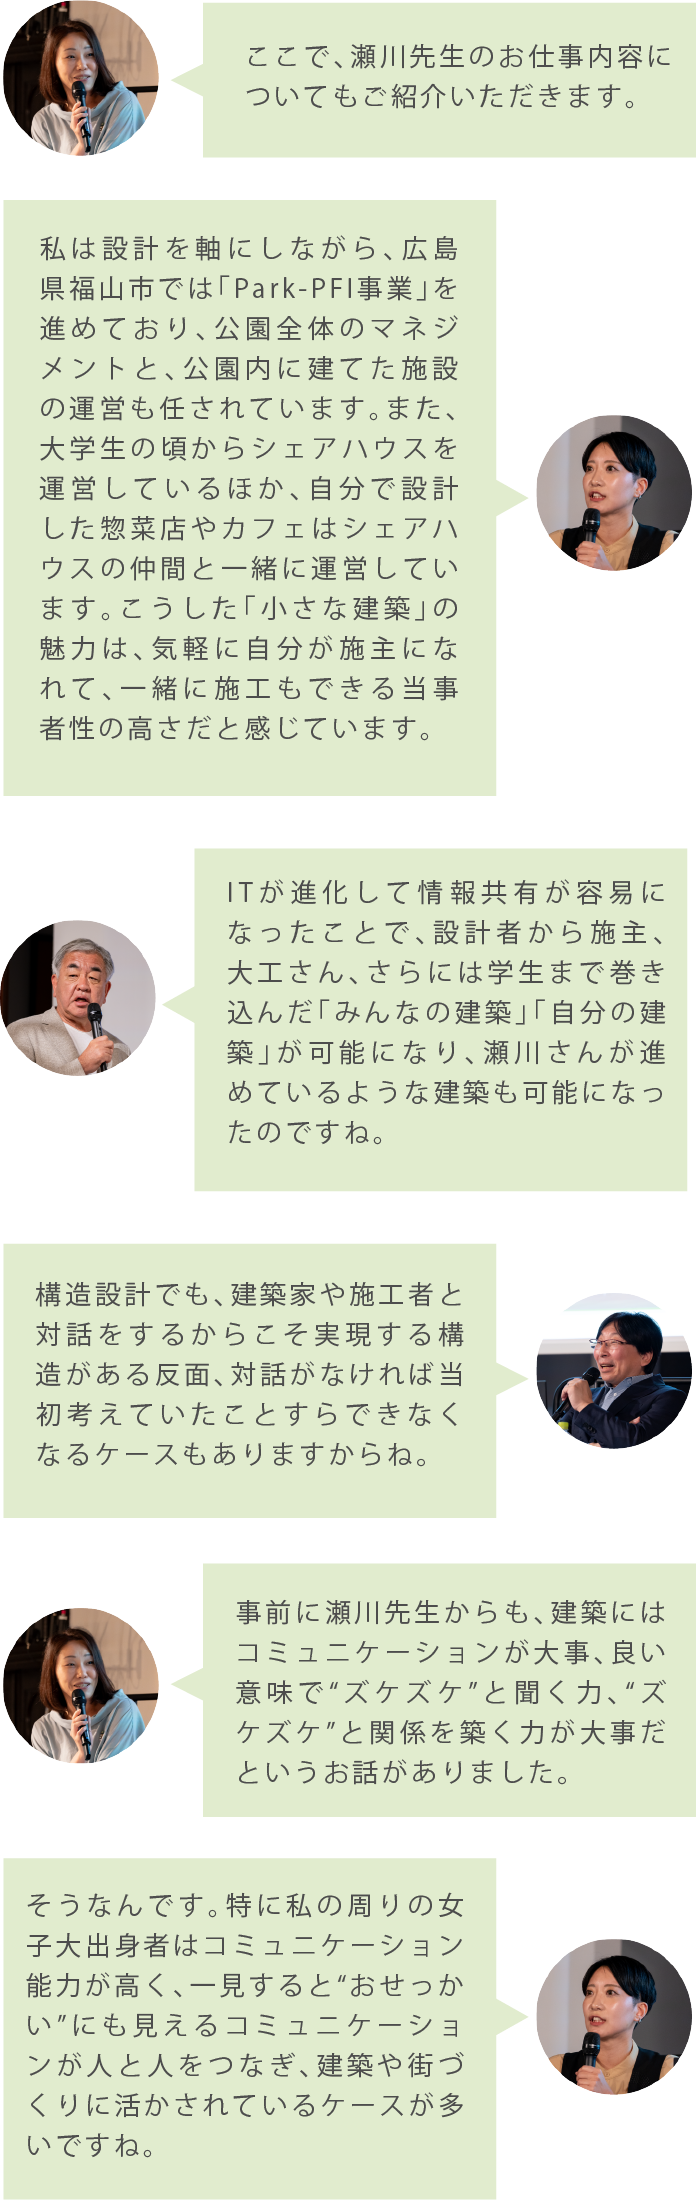 ここで、瀬川先生のお仕事内容に
ついてもご紹介いただきます。
私は設計を軸にしながら、広島
県福山市では「Park-PFI事業」を
進めており、公園全体のマネジ
メントと、公園内に建てた施設
の運営も任されています。また、
大学生の頃からシェアハウスを
運営しているほか、自分で設計
した惣菜店やカフェはシェアハ
ウスの仲間と一緒に運営してい
ます。こうした「小さな建築」の
魅力は、気軽に自分が施主にな
れて、一緒に施工もできる当事
者性の高さだと感じています。
ITが進化して情報共有が容易に
なったことで、設計者から施主、
大工さん、さらには学生まで巻き
込んだ「みんなの建築」「自分の建
築」が可能になり、瀬川さんが進
めているような建築も可能になっ
たのですね。
構造設計でも、建築家や施工者と
対話をするからこそ実現する構
造がある反面、対話がなければ当
初考えていたことすらできなく
なるケースもありますからね。
事前に瀬川先生からも、建築には
コミュニケーションが大事、良い
意味で“ズケズケ”と聞く力、“ズ
ケズケ”と関係を築く力が大事だ
というお話がありました。
そうなんです。特に私の周りの女
子大出身者はコミュニケーション
能力が高く、一見すると“おせっか
い”にも見えるコミュニケーショ
ンが人と人をつなぎ、建築や街づ
くりに活かされているケースが多
いですね。